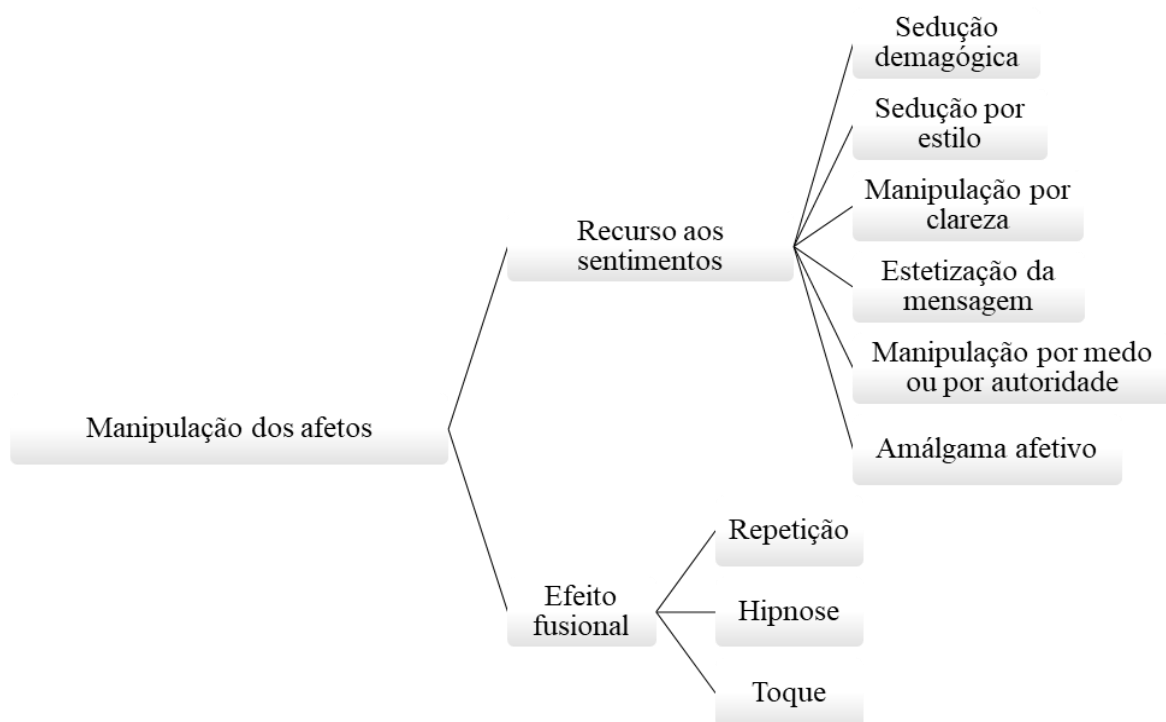 Sedução
demagógica
Sedução por
estilo
Manipulação por
clareza
Recurso aos
sentimentos
Estetização da
mensagem
Manipulação por medo
ou por autoridade
Manipulação dos afetos
Amálgama afetivo
Repetição
Efeito
fusional
Hipnose
Toque